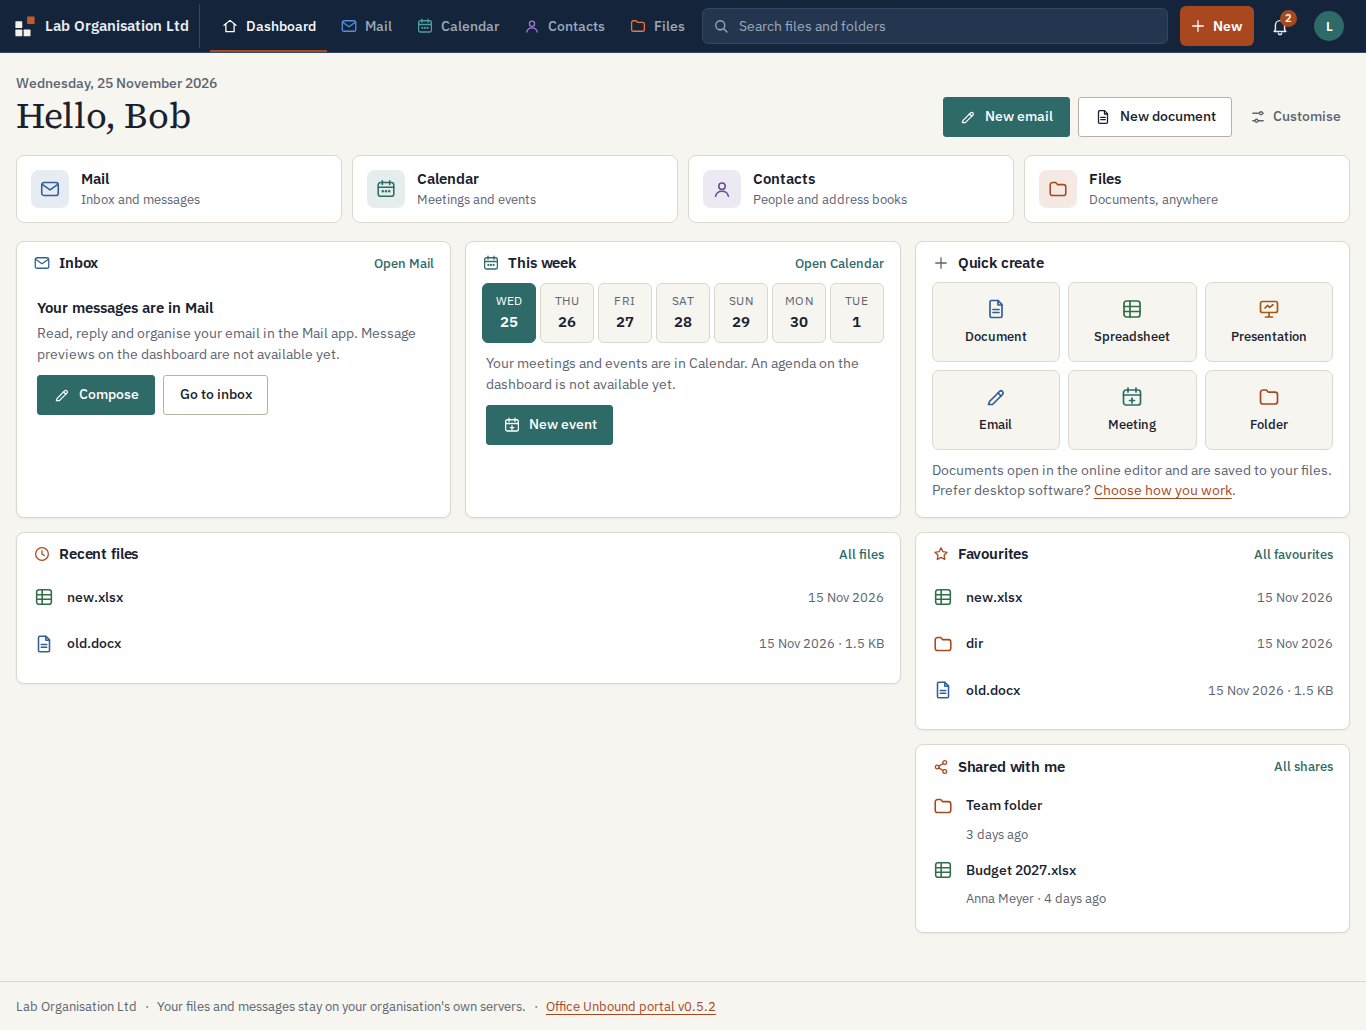 Lab Organisation Ltd
Dashboard
Mail
Calendar
Contacts
Files
Search files and folders
New
2
L
Wednesday, 25 November 2026
Hello, Bob
New email
New document
Customise
Mail
Inbox and messages
Calendar
Meetings and events
Contacts
People and address books
Files
Documents, anywhere
Inbox
Open Mail
Your messages are in Mail
Read, reply and organise your email in the Mail app. Message
previews on the dashboard are not available yet.
Compose
Go to inbox
This week
Open Calendar
WED THU FRI SAT SUN MON TUE
25 26 27 28 29 30 1
Your meetings and events are in Calendar. An agenda on the
dashboard is not available yet.
New event
Quick create
Document
Spreadsheet
Presentation
Email
Meeting
Folder
Documents open in the online editor and are saved to your files.
Prefer desktop software? Choose how you work.
Recent files
All files
new.xlsx
15 Nov 2026
old.docx
15 Nov 2026 · 1.5 KB
Favourites
All favourites
new.xlsx
15 Nov 2026
dir
15 Nov 2026
old.docx
15 Nov 2026 · 1.5 KB
Shared with me
All shares
Team folder
3 days ago
Budget 2027.xlsx
Anna Meyer · 4 days ago
Lab Organisation Ltd · Your files and messages stay on your organisation's own servers. · Office Unbound portal v0.5.2